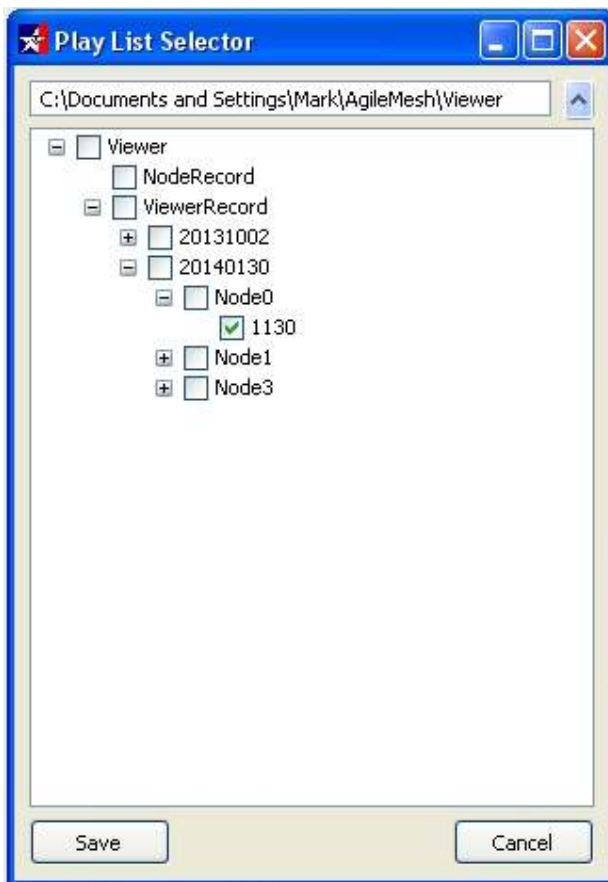 Play List Selector
C:\Documents and Settings\Mark\AgileMesh\Viewer
Viewer
NodeRecord
ViewerRecord
20131002
20140130
Node0
1130
Node1
Node3
Save Cancel